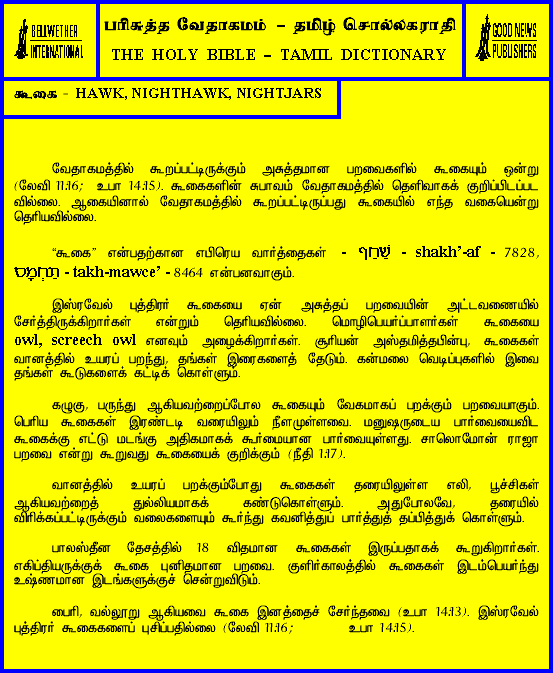 BELLWETHER
INTERNATIONAL
பரிசுத்த வேதாகமம் – தமிழ் சொல்லகராதி
THE HOLY BIBLE – TAMIL DICTIONARY
GOOD NEWS
PUBLISHERS
கூகை - HAWK, NIGHTHAWK, NIGHTJARS
வேதாகமத்தில் கூறப்பட்டிருக்கும் அசுத்தமான பறவைகளில் கூகையும் ஒன்று
(லேவி 11:16; உபா 14:15). கூகைகளின் சுபாவம் வேதாகமத்தில் தெளிவாகக் குறிப்பிடப்பட
வில்லை. ஆகையினால் வேதாகமத்தில் கூறப்பட்டிருப்பது கூகையில் எந்த வகையென்று
தெரியவில்லை.
“கூகை” என்பதற்கான எபிரெய வார்த்தைகள் - שַׁחַף - shakh’-af - 7828,
תַּחְמָס - takh-mawce’ - 8464 என்பனவாகும்.
இஸ்ரவேல் புத்திரர் கூகையை ஏன் அசுத்தப் பறவையின் அட்டவணையில்
சேர்த்திருக்கிறார்கள் என்றும் தெரியவில்லை. மொழிபெயர்ப்பாளர்கள் கூகையை
owl, screech owl எனவும் அழைக்கிறார்கள். சூரியன் அஸ்தமித்தபின்பு, கூகைகள்
வானத்தில் உயரப் பறந்து, தங்கள் இரைகளைத் தேடும். கன்மலை வெடிப்புகளில் இவை
தங்கள் கூடுகளைக் கட்டிக் கொள்ளும்.
கழுகு, பருந்து ஆகியவற்றைப்போல கூகையும் வேகமாகப் பறக்கும் பறவையாகும்.
பெரிய கூகைகள் இரண்டடி வரையிலும் நீளமுள்ளவை. மனுஷருடைய பார்வையைவிட
கூகைக்கு எட்டு மடங்கு அதிகமாகக் கூர்மையான பார்வையுள்ளது. சாலொமோன் ராஜா
பறவை என்று கூறுவது கூகையைக் குறிக்கும் (நீதி 1:17).
வானத்தில் உயரப் பறக்கும்போது கூகைகள் தரையிலுள்ள எலி, பூச்சிகள்
ஆகியவற்றைத் துல்லியமாகக் கண்டுகொள்ளும். அதுபோலவே, தரையில்
விரிக்கப்பட்டிருக்கும் வலைகளையும் கூர்ந்து கவனித்துப் பார்த்துத் தப்பித்துக் கொள்ளும்.
பாலஸ்தீன தேசத்தில் 18 விதமான கூகைகள் இருப்பதாகக் கூறுகிறார்கள்.
எகிப்தியருக்குக் கூகை புனிதமான பறவை. குளிர்காலத்தில் கூகைகள் இடம்பெயர்ந்து
உஷ்ணமான இடங்களுக்குச் சென்றுவிடும்.
பைரி, வல்லூறு ஆகியவை கூகை இனத்தைச் சேர்ந்தவை (உபா 14:13). இஸ்ரவேல்
புத்திரர் கூகைகளைப் புசிப்பதில்லை (லேவி 11:16; உபா 14:15).